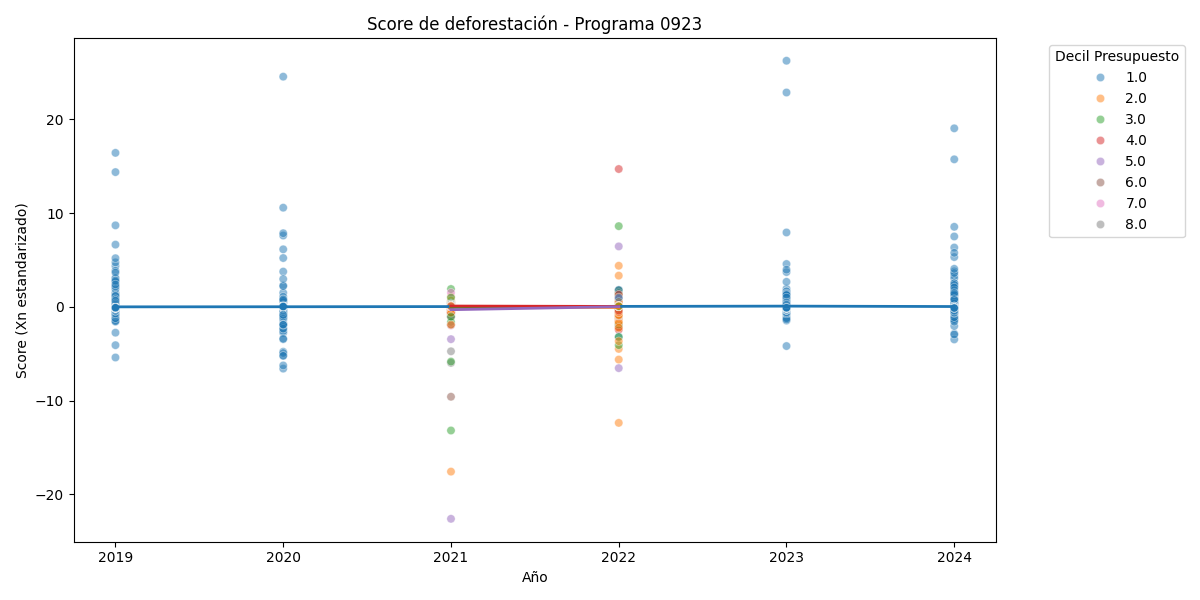 Score de deforestación - Programa 0923
Score (Xn estandarizado)
20
10
0
−10
−20
2019 2020 2021 2022 2023 2024
Año
Decil Presupuesto
1.0
2.0
3.0
4.0
5.0
6.0
7.0
8.0